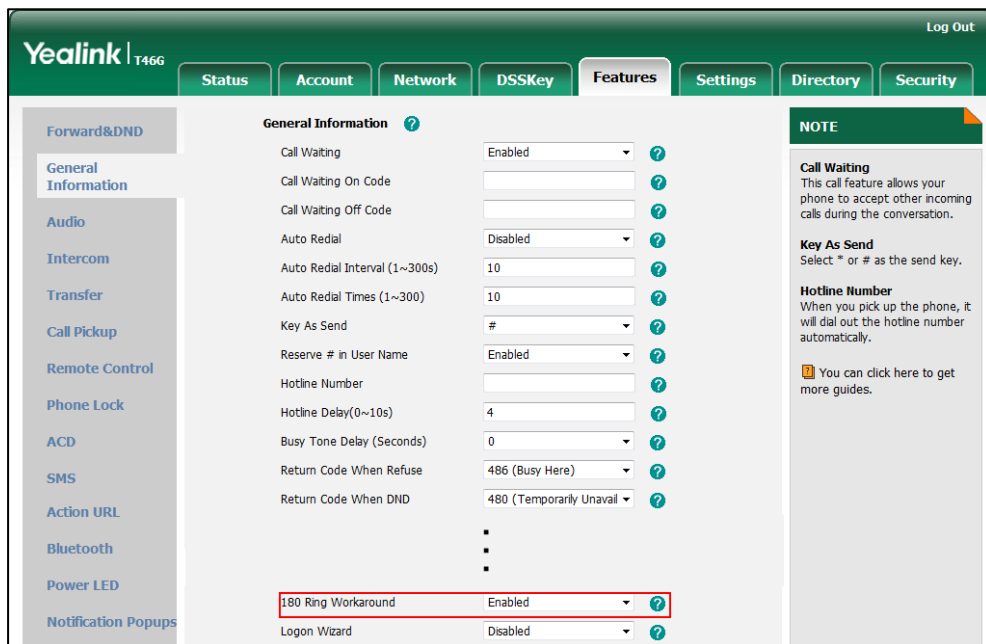 Log Out
Yealink T46G
Status Account Network DSSKey Features Settings Directory Security
Forward&DND
General
Information
Audio
Intercom
Transfer
Call Pickup
Remote Control
Phone Lock
ACD
SMS
Action URL
Bluetooth
Power LED
Notification Popups
General Information ?
Call Waiting Enabled ?
Call Waiting On Code ?
Call Waiting Off Code ?
Auto Redial Disabled ?
Auto Redial Interval (1~300s) 10 ?
Auto Redial Times (1~300) 10 ?
Key As Send # ?
Reserve # in User Name Enabled ?
Hotline Number ?
Hotline Delay(0~10s) 4 ?
Busy Tone Delay (Seconds) 0 ?
Return Code When Refuse 486 (Busy Here) ?
Return Code When DND 480 (Temporarily Unavail ?
180 Ring Workaround Enabled ?
Logon Wizard Disabled ?
NOTE
Call Waiting
This call feature allows your
phone to accept other incoming
calls during the conversation.
Key As Send
Select * or # as the send key.
Hotline Number
When you pick up the phone, it
will dial out the hotline number
automatically.
? You can click here to get
more guides.